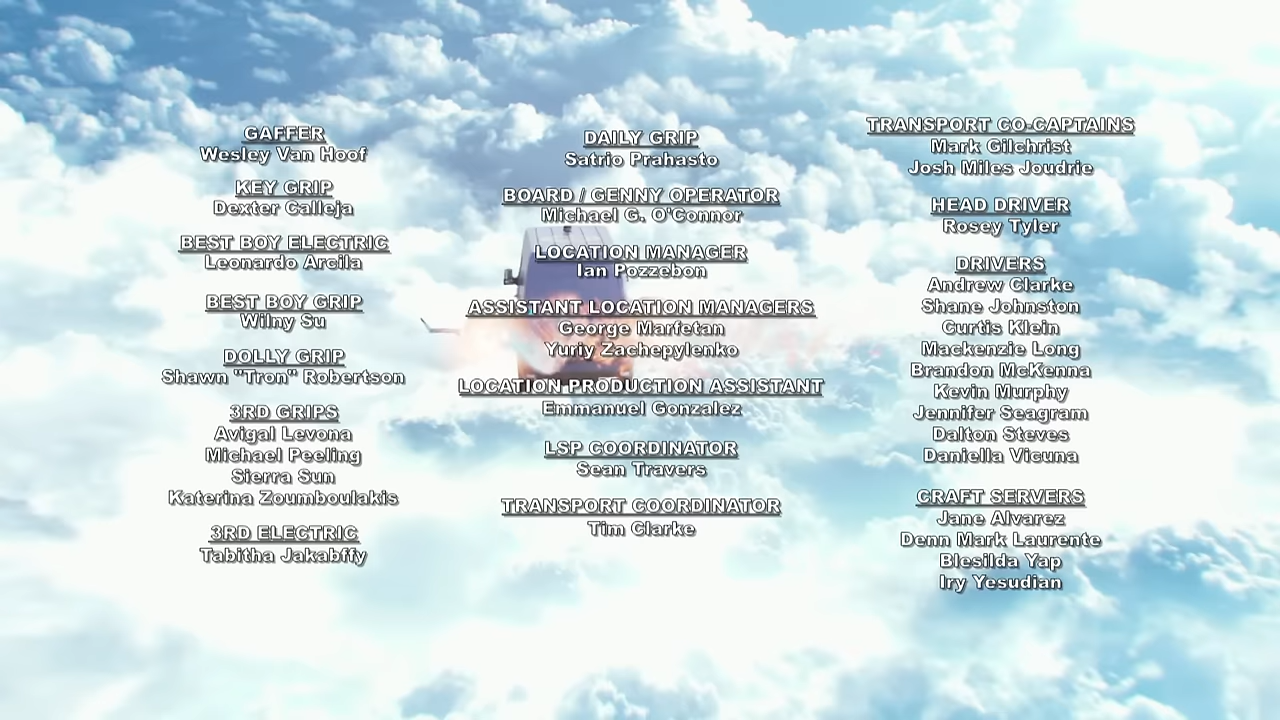 GAFFER
Wesley Van Hoof
KEY GRIP
Dexter Calleja
BEST BOY ELECTRIC
Leonardo Arcila
BEST BOY GRIP
Wilny Su
DOLLY GRIP
Shawn "Tron" Robertson
3RD GRIPS
Avigal Levona
Michael Peeling
Sierra Sun
Katerina Zoumboulakis
3RD ELECTRIC
Tabitha Jakabffy
DAILY GRIP
Satrio Prahasto
BOARD / GENNY OPERATOR
Michael G. O'Connor
LOCATION MANAGER
Ian Pozzebon
ASSISTANT LOCATION MANAGERS
George Marfetan
Yuriy Zachepylenko
LOCATION PRODUCTION ASSISTANT
Emmanuel Gonzalez
LSP COORDINATOR
Sean Travers
TRANSPORT COORDINATOR
Tim Clarke
TRANSPORT CO-CAPTAINS
Mark Gilchrist
Josh Miles Joudrie
HEAD DRIVER
Rosey Tyler
DRIVERS
Andrew Clarke
Shane Johnston
Curtis Klein
Mackenzie Long
Brandon McKenna
Kevin Murphy
Jennifer Seagram
Dalton Steves
Daniella Vicuna
CRAFT SERVERS
Jane Alvarez
Denn Mark Laurente
Blesilda Yap
Iry Yesudian